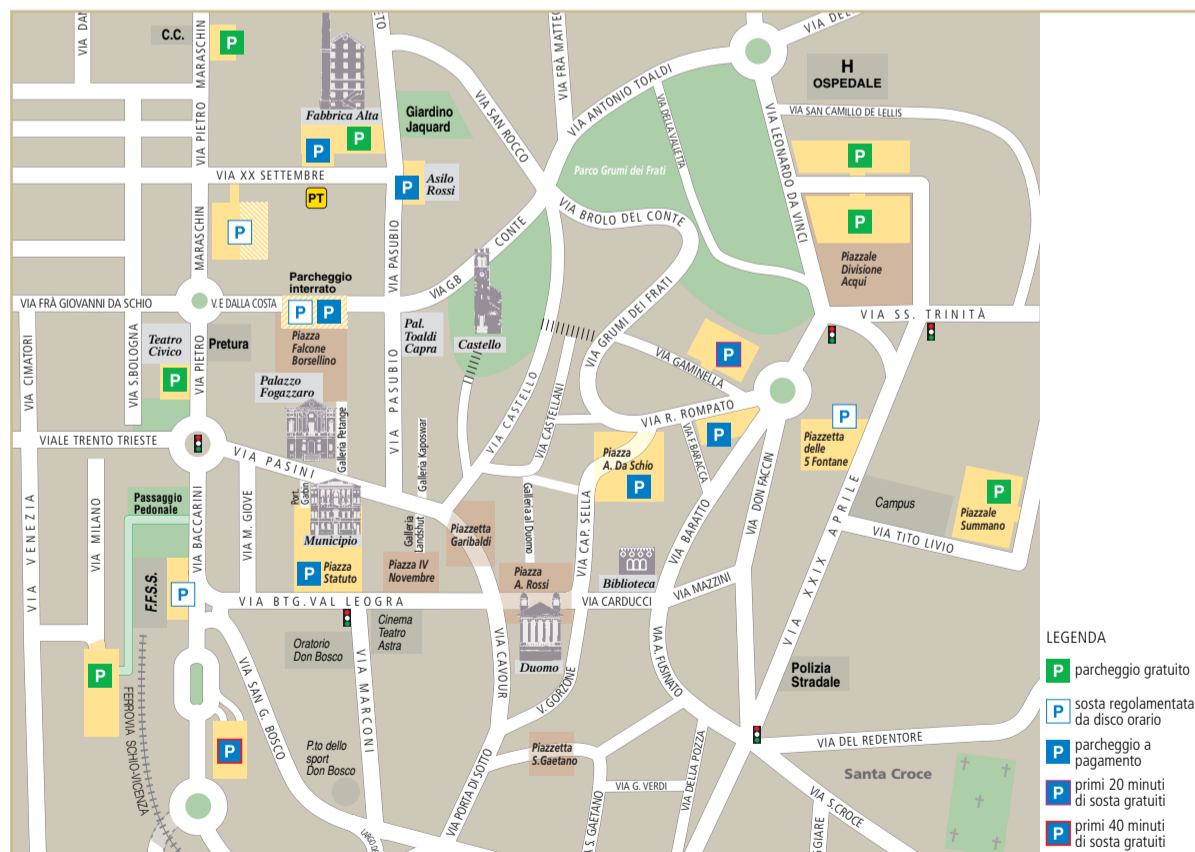 VIA DAN
C.C.
P
VIA PIETRO MARASCHIN
Fabbrica Alta
P
P
Giardino
Jaquard
ETO
VIA SAN ROCCO
VIA FRÀ MATTE
VIA ANTONIO TOALDI
VIA DELLA VALLETTA
VIA DEL
H
OSPEDALE
VIA SAN CAMILLO DE LELLIS
VIA LEONARDO DA VINCI
P
P
Piazzale
Divisione
Acqui
Parco Grumi dei Frati
VIA XX SETTEMBRE
PT
P
Asilo
Rossi
P
MARASCHIN
VIA PASUBIO
VIA G.B CONTE
VIA BROLO DEL CONTE
VIA FRÀ GIOVANNI DA SCHIO
V.E DALLA COSTA
Parcheggio
interrato
P
P
Piazza
Falcone
Borsellino
Pal.
Toaldi
Capra
Castello
VIA GRUMI DEI FRATI
VIA SS. TRINITÀ
VIA CIMATORI
VIA S.BOLOGNA
Teatro
Civico
P
VIA PIETRO
Pretura
Palazzo
Fogazzaro
Galleria Petange
VIA PASUBIO
Galleria Kaposwar
VIA CASTELLO
VIA CASTELLANI
VIA GAMINELLA
P
VIA R. ROMPATO
P
VIA F.BARACCA
P
Piazzetta
delle
5 Fontane
VIALE TRENTO TRIESTE
VIA PASINI
Port.
Gabin
Municipio
P
Piazza
Statuto
Galleria
Landshut
Piazza IV
Novembre
Piazzetta
Garibaldi
Galleria al Duomo
Piazza
A. Da Schio
P
VIA CAP. SELLA
Piazza
A. Rossi
Duomo
Biblioteca
VIA BARATTO
VIA DON FACCIN
VIA XXIX APRILE
Campus
P
Piazzale
Summano
VIA TITO LIVIO
VIA VENEZIA
VIA MILANO
Passaggio
Pedonale
VIA BACCARINI
VIA M. GIOVE
F.F.S.S.
P
VIA BTG. VAL LEOGRA
VIA CARDUCCI
VIA MAZZINI
Oratorio
Don Bosco
Cinema
Teatro
Astra
VIA MARCONI
VIA CAVOUR
V. GORZONE
VIA A. FUSINATO
Polizia
Stradale
P
FERROVIA SCHIO-VICENZA
P
VIA SAN G. BOSCO
P.to dello
sport
Don Bosco
VIA PORTA DI SOTTO
Piazzetta
S.Gaetano
VIA G. VERDI
VIA DELLA POZZA
VIA DEL REDENTORE
Santa Croce
VIA S.CROCE
LARGO DE
A S. GAETANO
GGIARE
LEGENDA
P parcheggio gratuito
P sosta regolamentata
da disco orario
P parcheggio a
pagamento
P primi 20 minuti
di sosta gratuiti
P primi 40 minuti
di sosta gratuiti